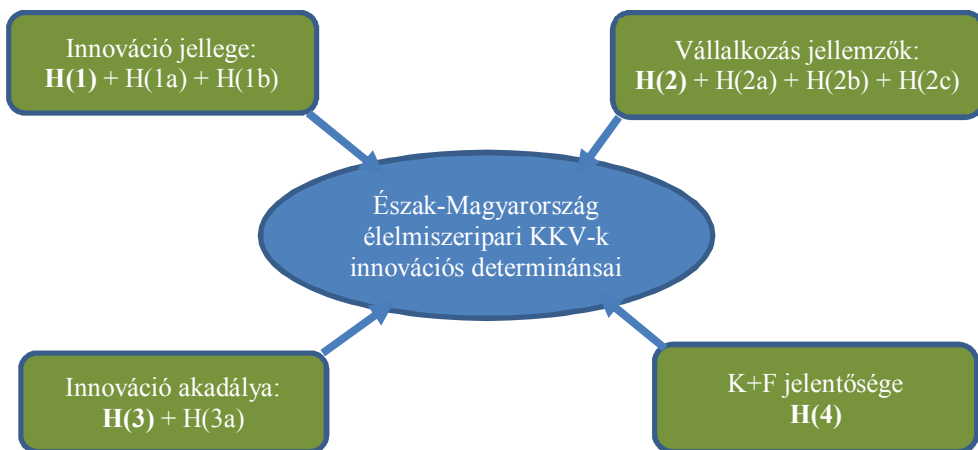 Innováció jellege:
H(1) + H(1a) + H(1b)
Vállalkozás jellemzők:
H(2) + H(2a) + H(2b) + H(2c)
Észak-Magyarország
élelmiszeripari KKV-k
innovációs determinánsai
Innováció akadálya:
H(3) + H(3a)
K+F jelentősége
H(4)